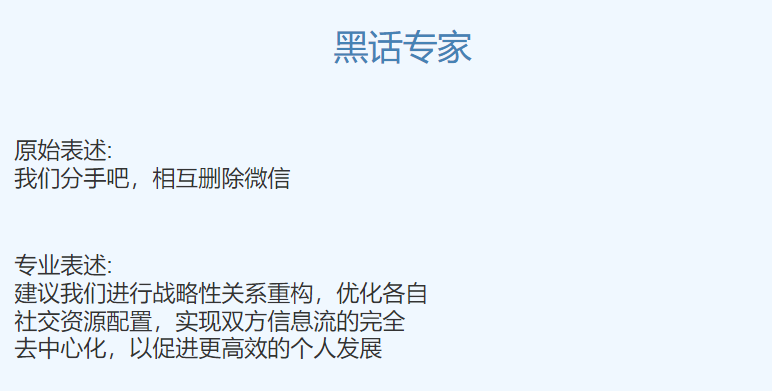 黑话专家
原始表述:
我们分手吧，相互删除微信
专业表述:
建议我们进行战略性关系重构，优化各自
社交资源配置，实现双方信息流的完全
去中心化，以促进更高效的个人发展